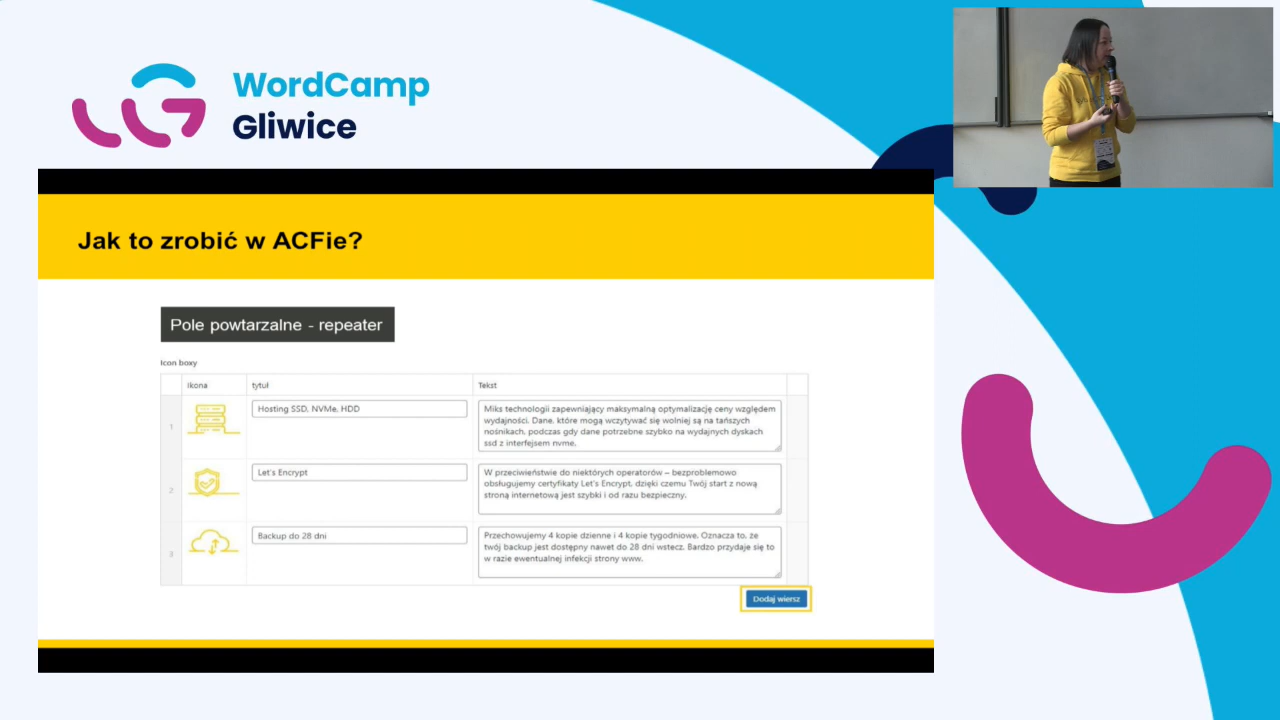 WordCamp
Gliwice
Jak to zrobić w ACFie?
Pole powtarzalne - repeater
Icon boxy
Ikona
tytuł
Tekst
1
Hosting SSD, NVMe, HDD
Miks technologii zapewniający maksymalną optymalizację ceny względem
wydajności. Dane, które mogą wczytywać się wolniej są na tańszych
nośnikach, podczas gdy dane potrzebne szybko na wydajnych dyskach
ssd z interfejsem nvme.
2
Let's Encrypt
W przeciwieństwie do niektórych operatorów – bezproblemowo
obsługujemy certyfikaty Let's Encrypt, dzięki czemu Twój start z nową
stroną internetową jest szybki i od razu bezpieczny.
3
Backup do 28 dni
Przechowujemy 4 kopie dzienne i 4 kopie tygodniowe. Oznacza to, że
twój backup jest dostępny nawet do 28 dni wstecz. Bardzo przydaje się to
w razie ewentualnej infekcji strony www.
Dodaj wiersz